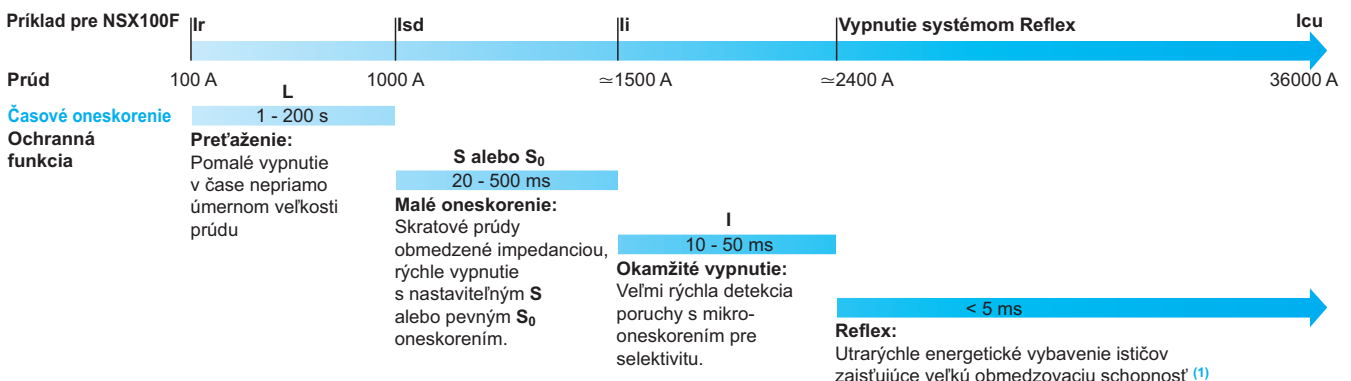 Príklad pre NSX100F
Ir
Isd
Ii
Vypnutie systémom Reflex
Icu
Prúd
100 A
1000 A
≃1500 A
≃2400 A
36000 A
L
Časové oneskorenie
1 - 200 s
Ochranná
funkcia
Preťaženie:
Pomalé vypnutie
v čase nepriamo
úmernom veľkosti
prúdu
S alebo S₀
20 - 500 ms
Malé oneskorenie:
Skratové prúdy
obmedzené impedanciou,
rýchle vypnutie
s nastaviteľným S
alebo pevným S₀
oneskorením.
I
10 - 50 ms
Okamžité vypnutie:
Veľmi rýchla detekcia
poruchy s mikro-
oneskorením pre
selektivitu.
< 5 ms
Reflex:
Utrarýchle energetické vybavenie ističov
zaisťujúce veľkú obmedzovaciu schopnosť (1)